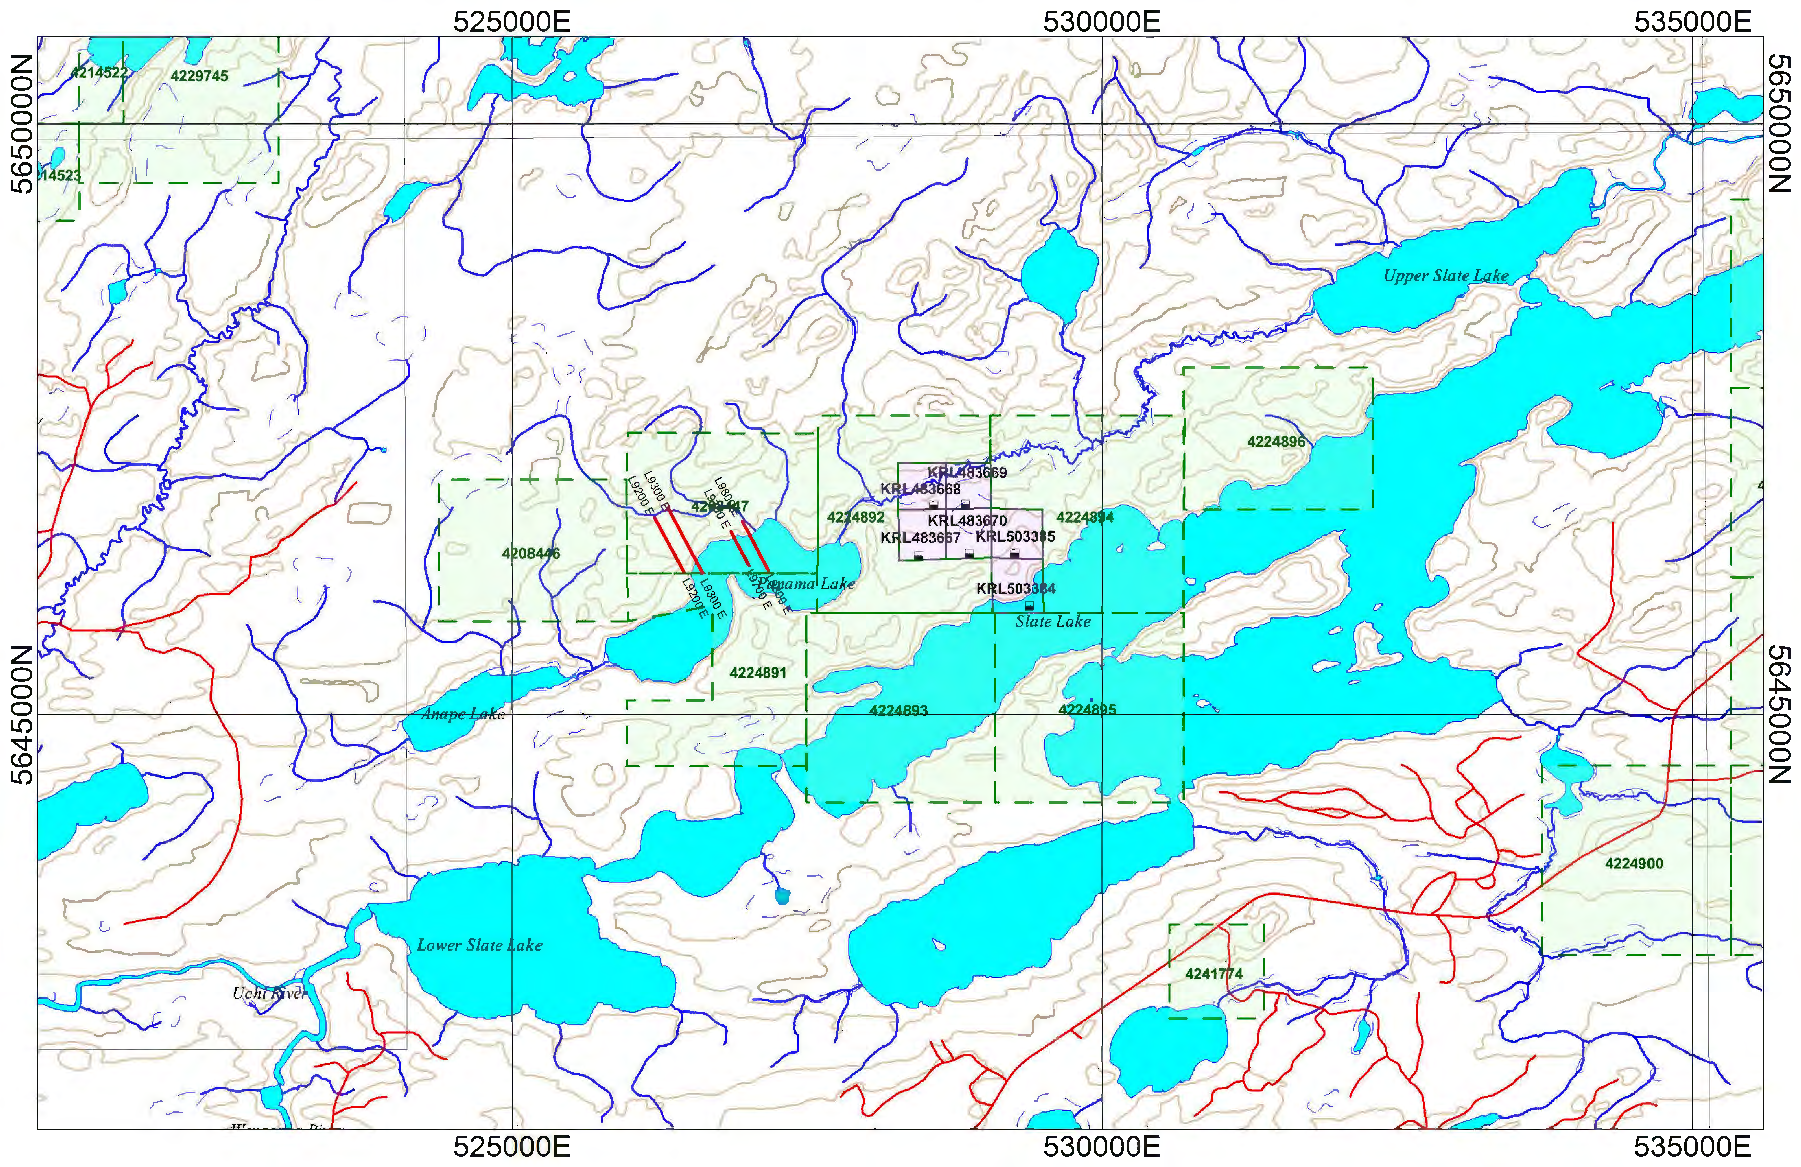 525000E
530000E
535000E
5650000N
5650000N
4214522
4229745
14523
Upper Slate Lake
4224896
KRL483669
KRL483668
L9300 E
L9200 E
4224892
KRL483670
4224894
KRL483667
KRL503385
4208446
Panama Lake
KRL503384
L9200 E
L9300 E
Slate Lake
5645000N
5645000N
4224891
Anape Lake
4224893
4224895
4224900
Lower Slate Lake
4241774
Uchi River
525000E
530000E
535000E